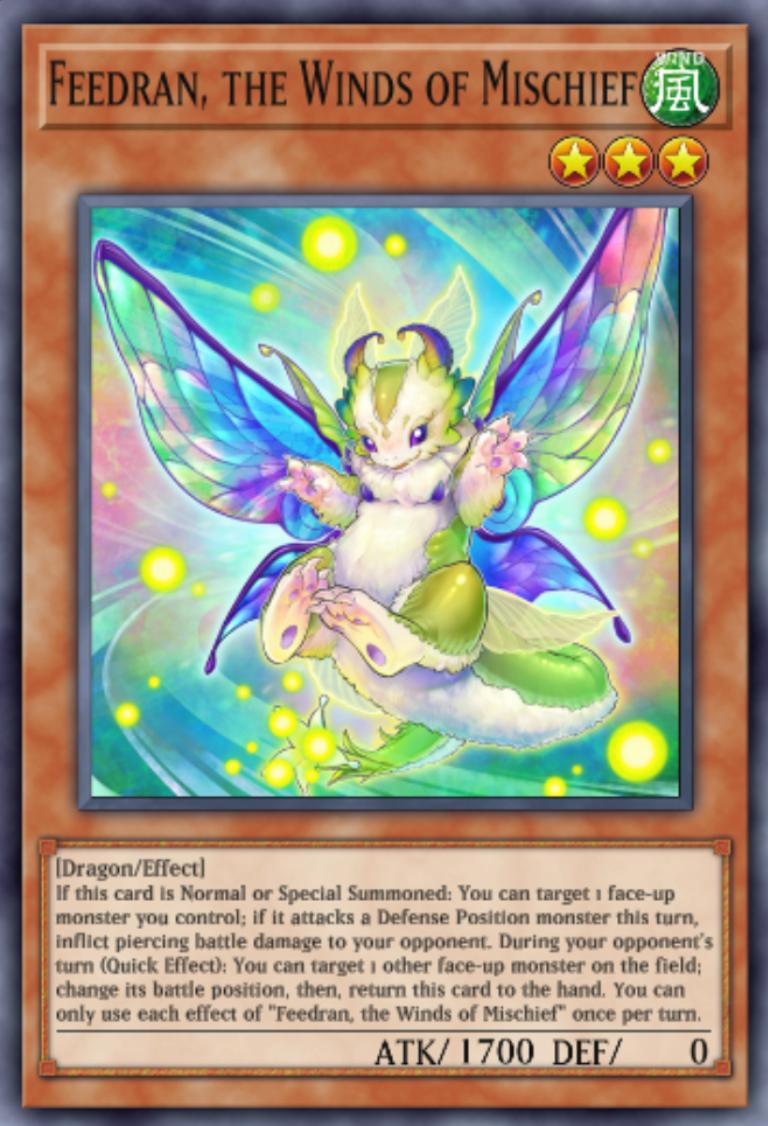 FEEDRAN, THE WINDS OF MISCHIEF
WIND
風
[Dragon/Effect]
If this card is Normal or Special Summoned: You can target 1 face-up
monster you control; if it attacks a Defense Position monster this turn,
inflict piercing battle damage to your opponent. During your opponent's
turn (Quick Effect): You can target 1 other face-up monster on the field;
change its battle position, then, return this card to the hand. You can
only use each effect of "Feedran, the Winds of Mischief" once per turn.
ATK/ 1700 DEF/ 0